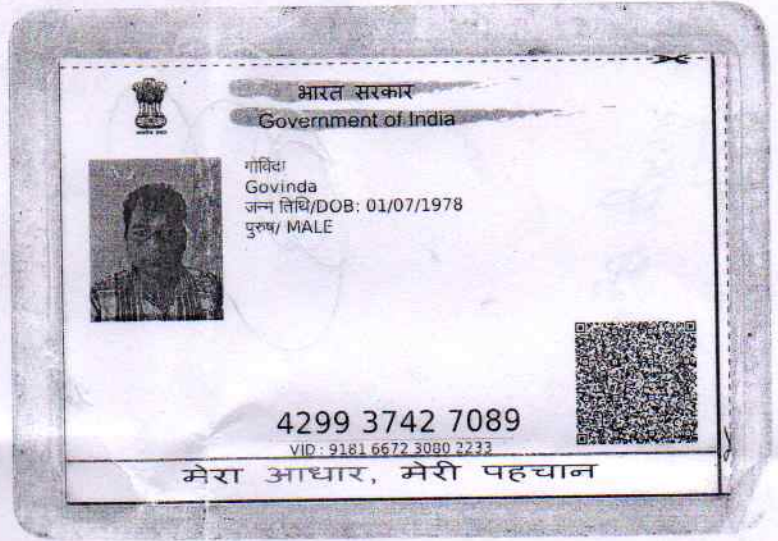 भारत सरकार
Government of India
गोविंदा
Govinda
जन्म तिथि/DOB: 01/07/1978
पुरुष/ MALE
4299 3742 7089
VID : 9181 6672 3080 2233
मेरा आधार, मेरी पहचान